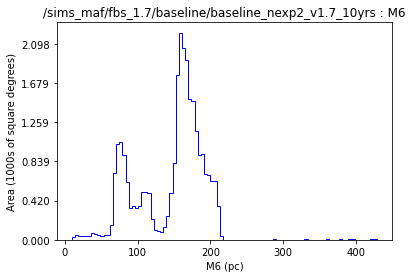 /sims_maf/fbs_1.7/baseline/baseline_nexp2_v1.7_10yrs : M6
2.098
1.679
1.259
0.839
0.420
0.000
Area (1000s of square degrees)
0 100 200 300 400
M6 (pc)